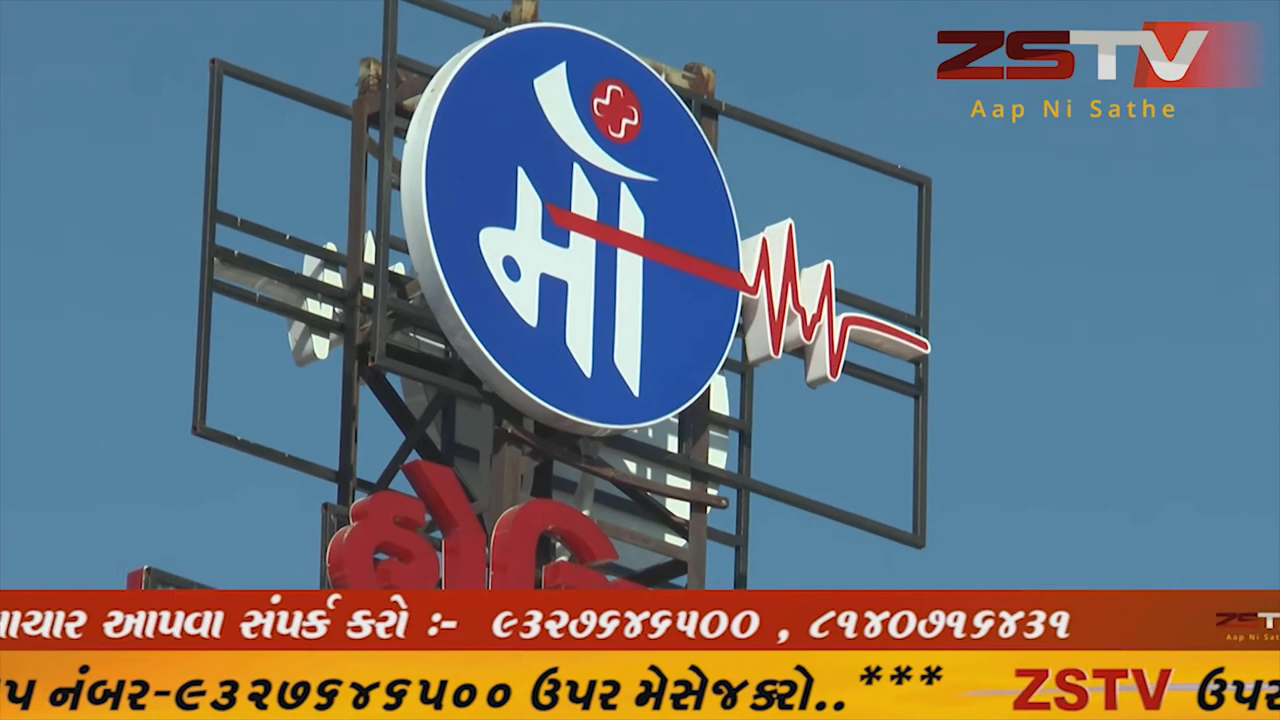 ZSTV
Aap Ni Sathe
માઁ
આપવા સંપર્ક કરો :- ૯૩૨૭૬૪૬૫૦૦ , ૮૧૪૦૭૧૬૪૩૧
નંબર-૯૩૨૭૬૪૬૫૦૦ ઉપર મેસેજ કરો.. *** ZSTV